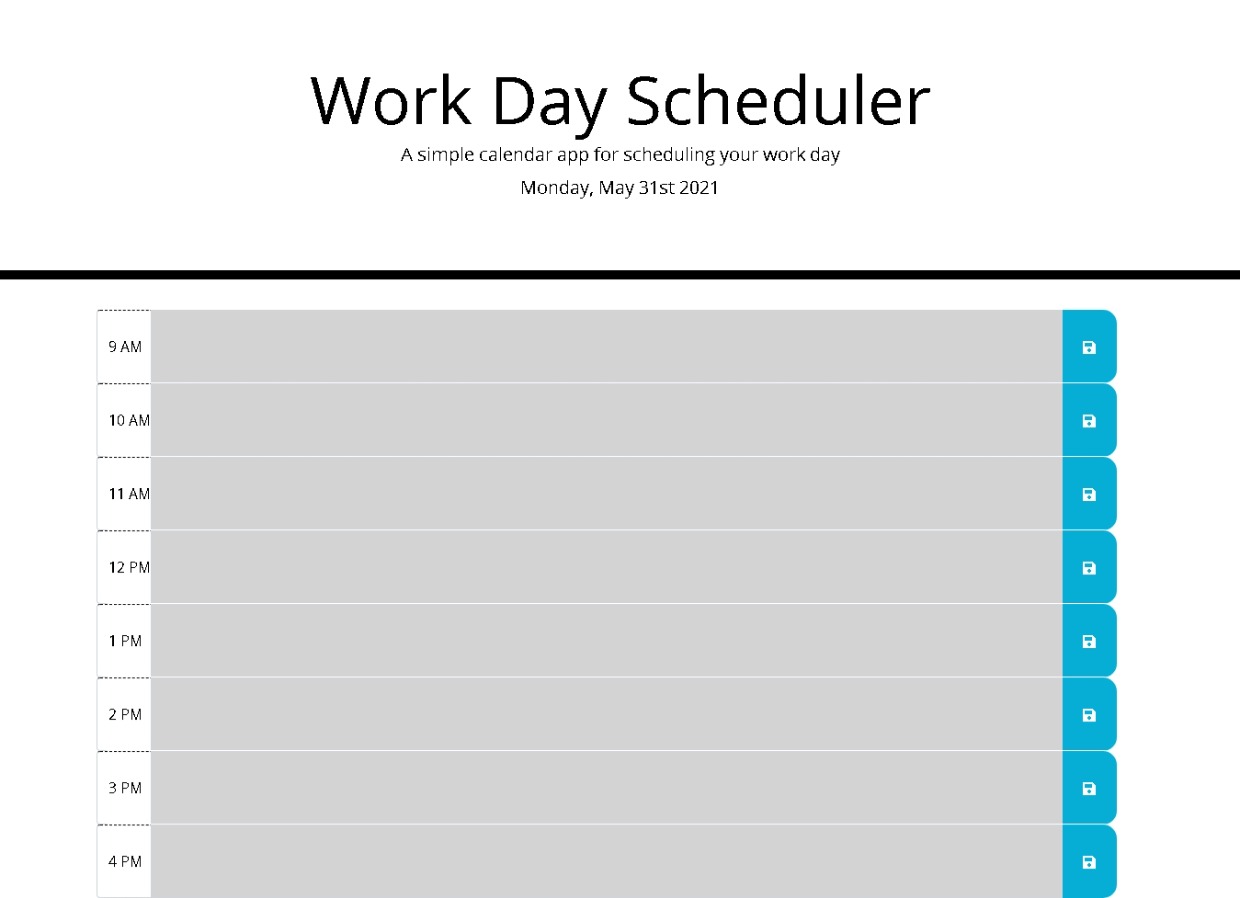 Work Day Scheduler
A simple calendar app for scheduling your work day
Monday, May 31st 2021
9 AM
10 AM
11 AM
12 PM
1 PM
2 PM
3 PM
4 PM